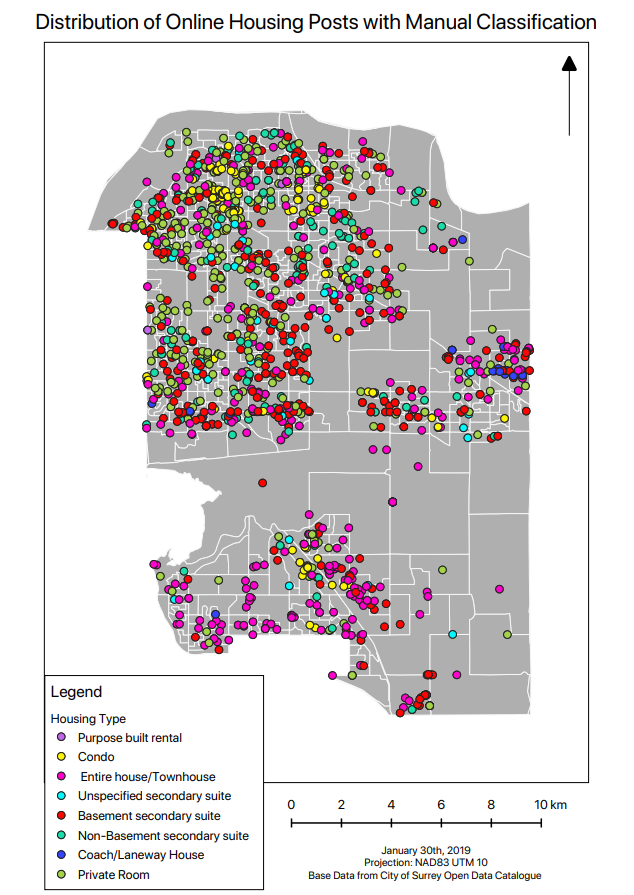 Distribution of Online Housing Posts with Manual Classification
Legend
Housing Type
Purpose built rental
Condo
Entire house/Townhouse
Unspecified secondary suite
Basement secondary suite
Non-Basement secondary suite
Coach/Laneway House
Private Room
0 2 4 6 8 10 km
January 30th, 2019
Projection: NAD83 UTM 10
Base Data from City of Surrey Open Data Catalogue